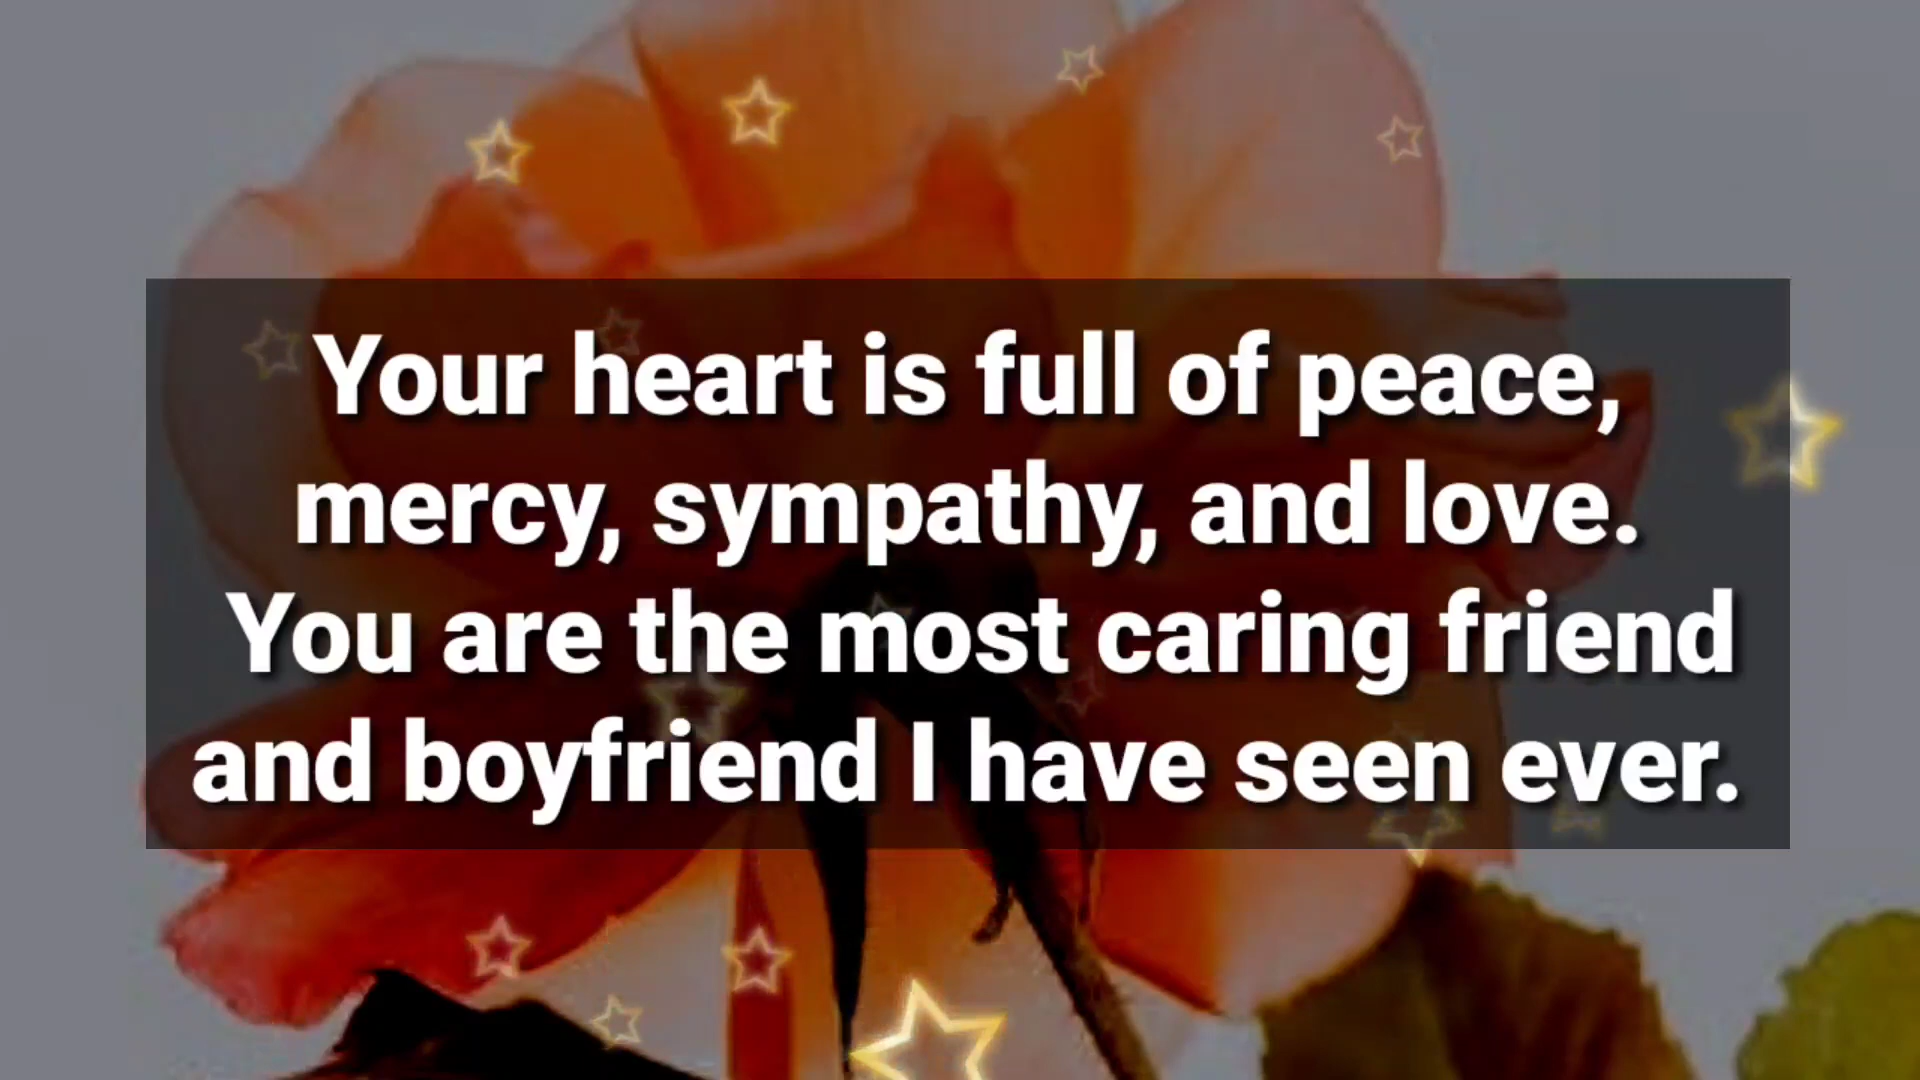 Your heart is full of peace,
mercy, sympathy, and love.
You are the most caring friend
and boyfriend I have seen ever.